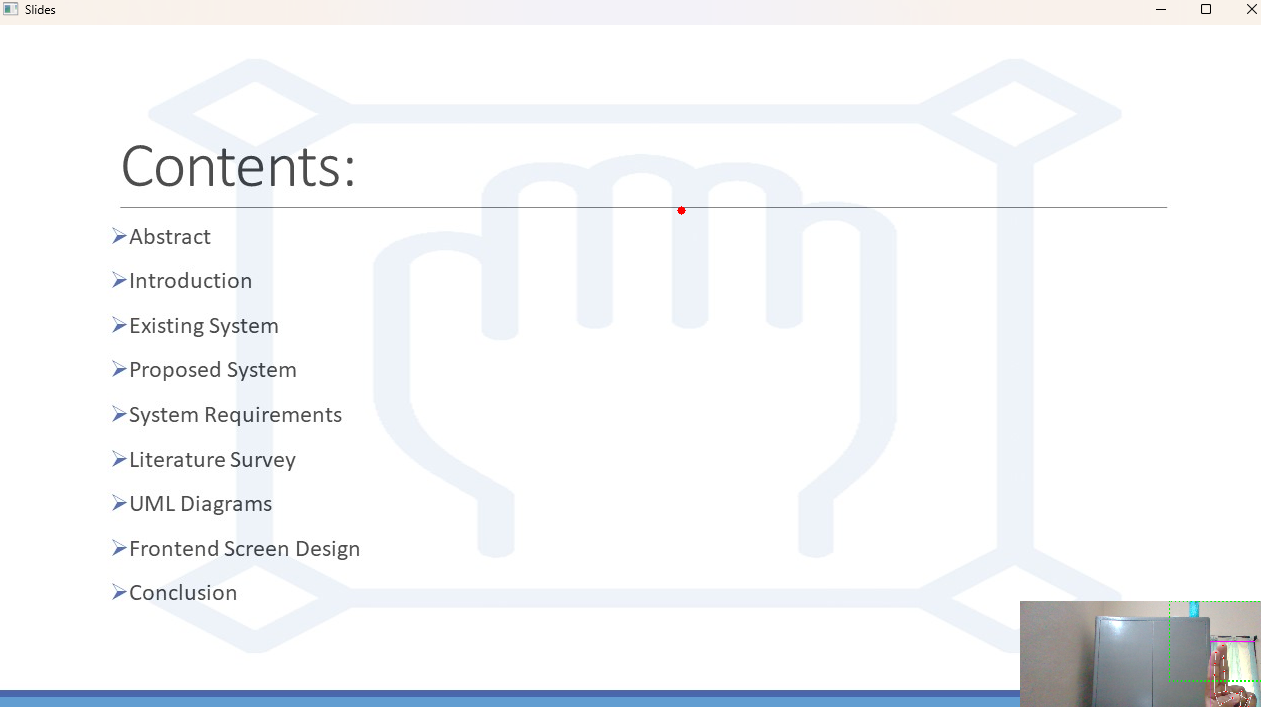 Slides
Contents:
Abstract
Introduction
Existing System
Proposed System
System Requirements
Literature Survey
UML Diagrams
Frontend Screen Design
Conclusion